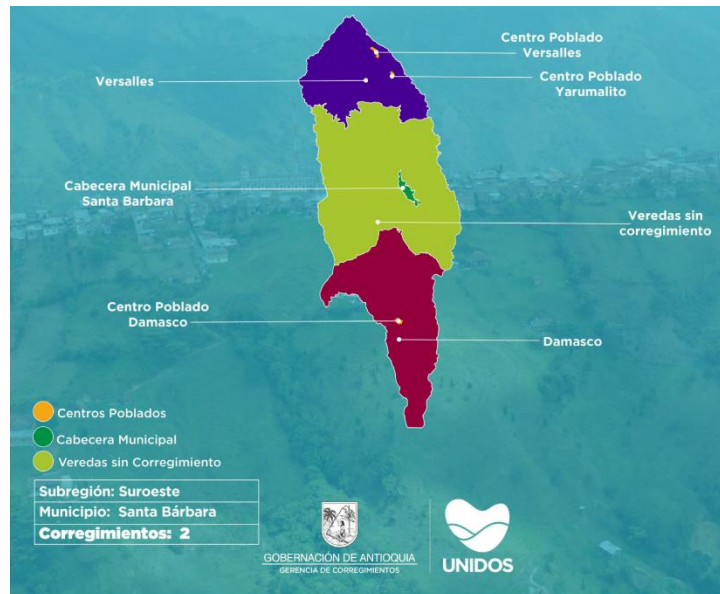 Centro Poblado
Versalles
Versalles
Centro Poblado
Yarumalito
Cabecera Municipal
Santa Barbara
Veredas sin
corregimiento
Centro Poblado
Damasco
Damasco
Centros Poblados
Cabecera Municipal
Veredas sin Corregimiento
Subregión: Suroeste
Municipio: Santa Bárbara
Corregimientos: 2
GOBERNACIÓN DE ANTIOQUIA
GERENCIA DE CORREGIMIENTOS
UNIDOS